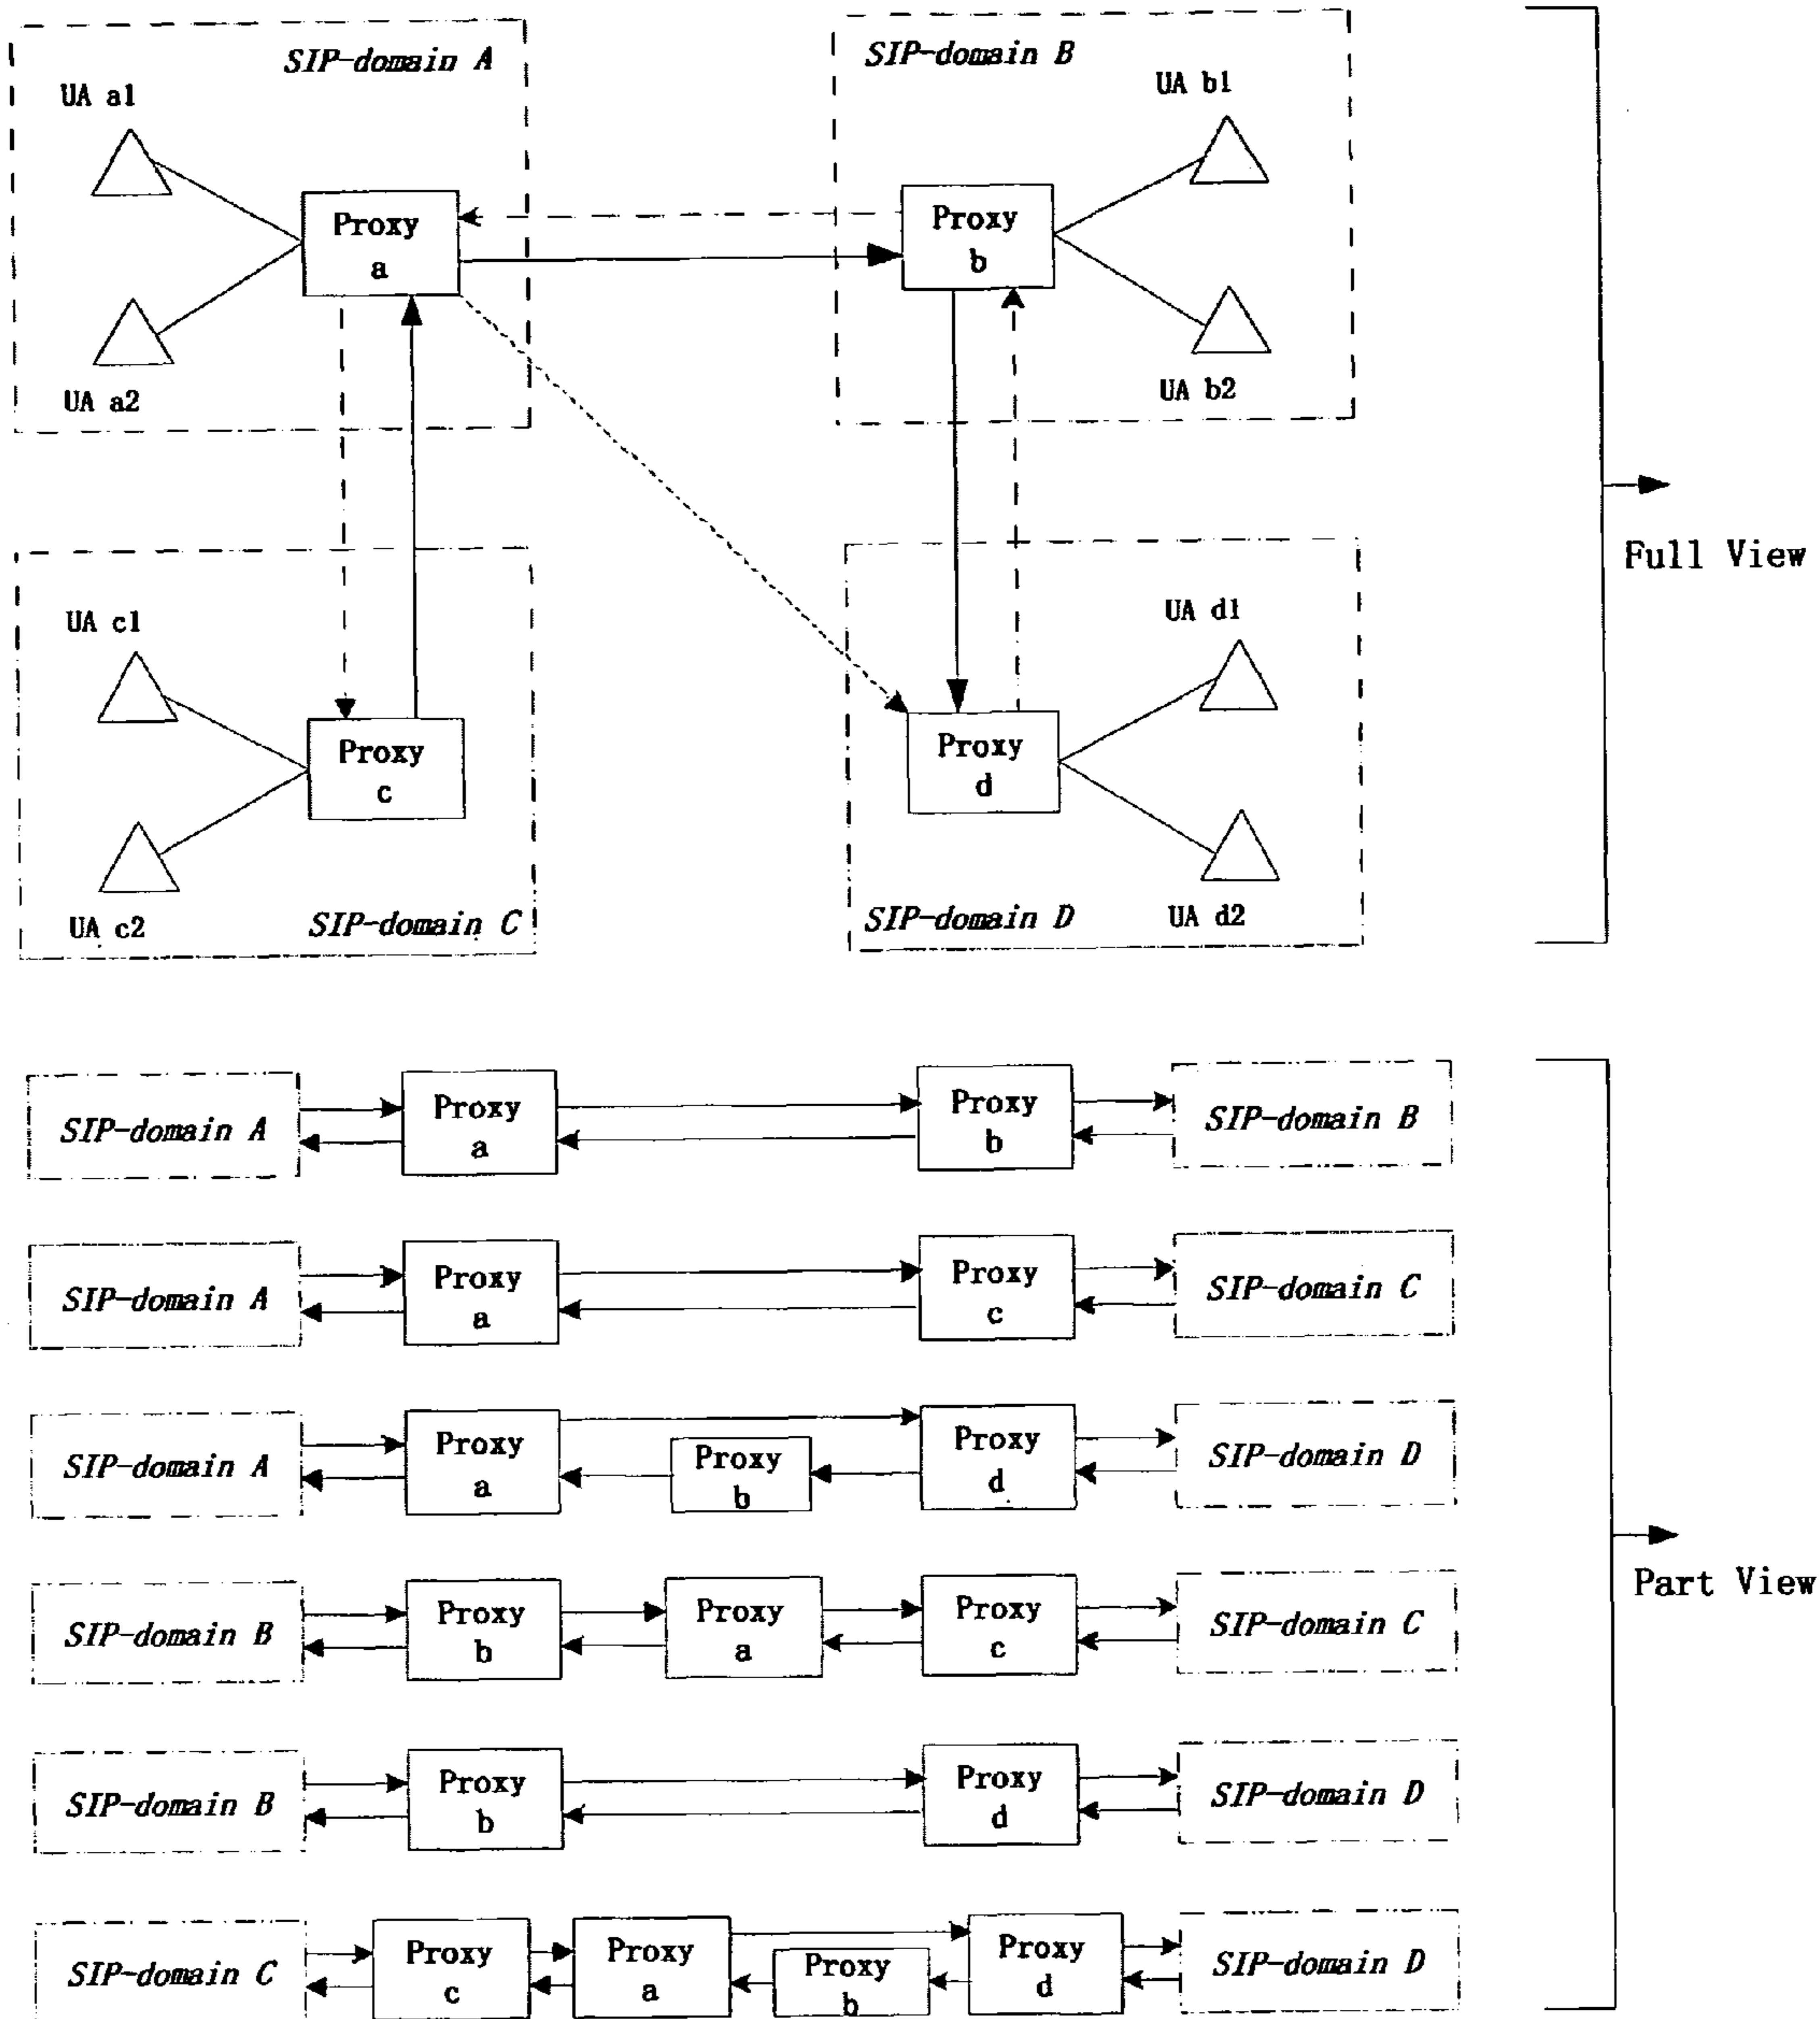 SIP-domain A
SIP-domain B
UA a1
UA b1
Proxy
a
Proxy
b
UA a2
UA b2
Full View
UA c1
UA d1
Proxy
c
Proxy
d
UA c2
SIP-domain C
SIP-domain D
UA d2
SIP-domain A
Proxy
a
Proxy
b
SIP-domain B
SIP-domain A
Proxy
a
Proxy
c
SIP-domain C
SIP-domain A
Proxy
a
Proxy
b
Proxy
d
SIP-domain D
SIP-domain B
Proxy
b
Proxy
a
Proxy
c
SIP-domain C
Part View
SIP-domain B
Proxy
b
Proxy
d
SIP-domain D
SIP-domain C
Proxy
c
Proxy
a
Proxy
b
Proxy
d
SIP-domain D